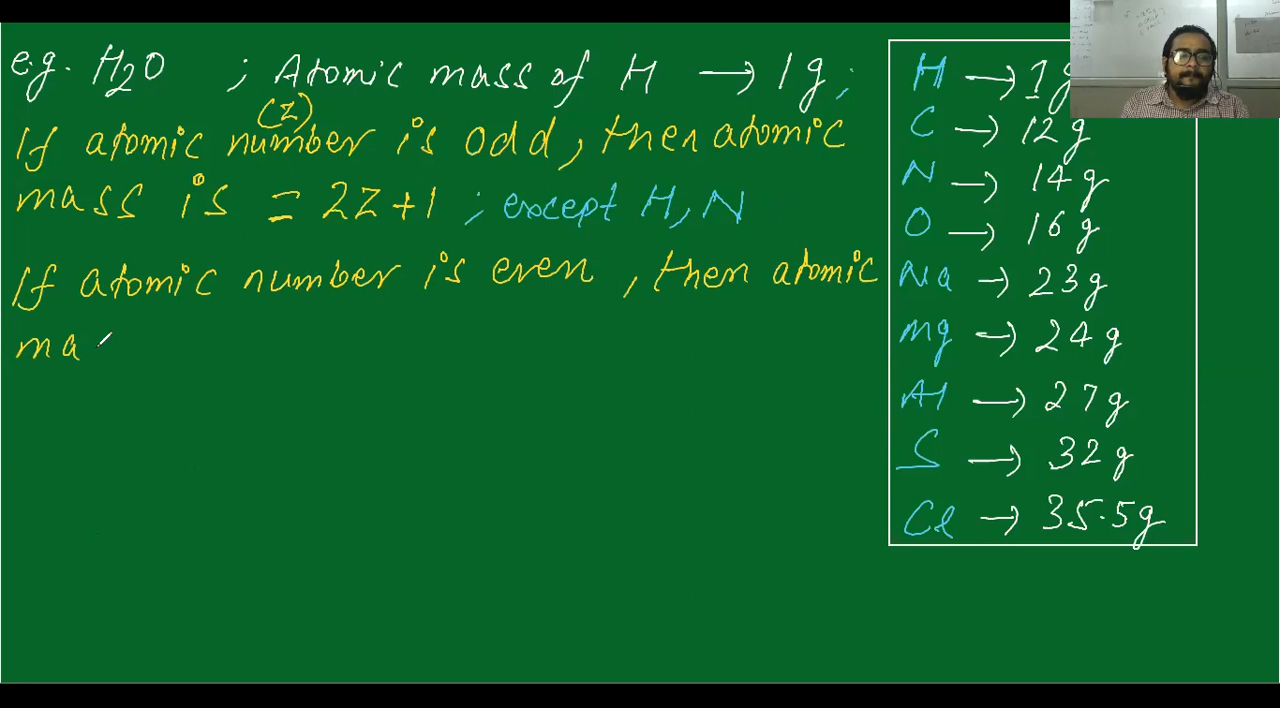 e.g. H2O ; Atomic mass of H → 1g ;
(Z)
If atomic number is odd, then atomic
mass is = 2Z+1 ; except H, N
If atomic number is even, then atomic
ma
H → 1g
C → 12g
N → 14g
O → 16g
Na → 23g
Mg → 24g
Al → 27g
S → 32g
Cl → 35.5g